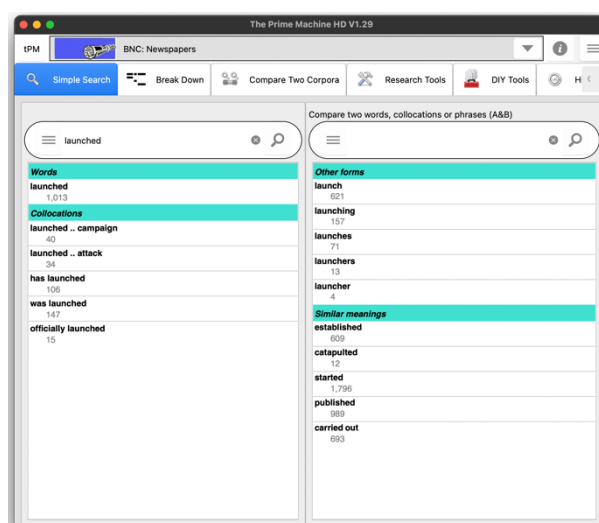 The Prime Machine HD V1.29
tPM
BNC: Newspapers
Simple Search
Break Down
Compare Two Corpora
Research Tools
DIY Tools
H
Compare two words, collocations or phrases (A&B)
launched
Words
launched
1,013
Collocations
launched .. campaign
40
launched .. attack
34
has launched
106
was launched
147
officially launched
15
Other forms
launch
621
launching
157
launches
71
launchers
13
launcher
4
Similar meanings
established
609
catapulted
12
started
1,796
published
989
carried out
693